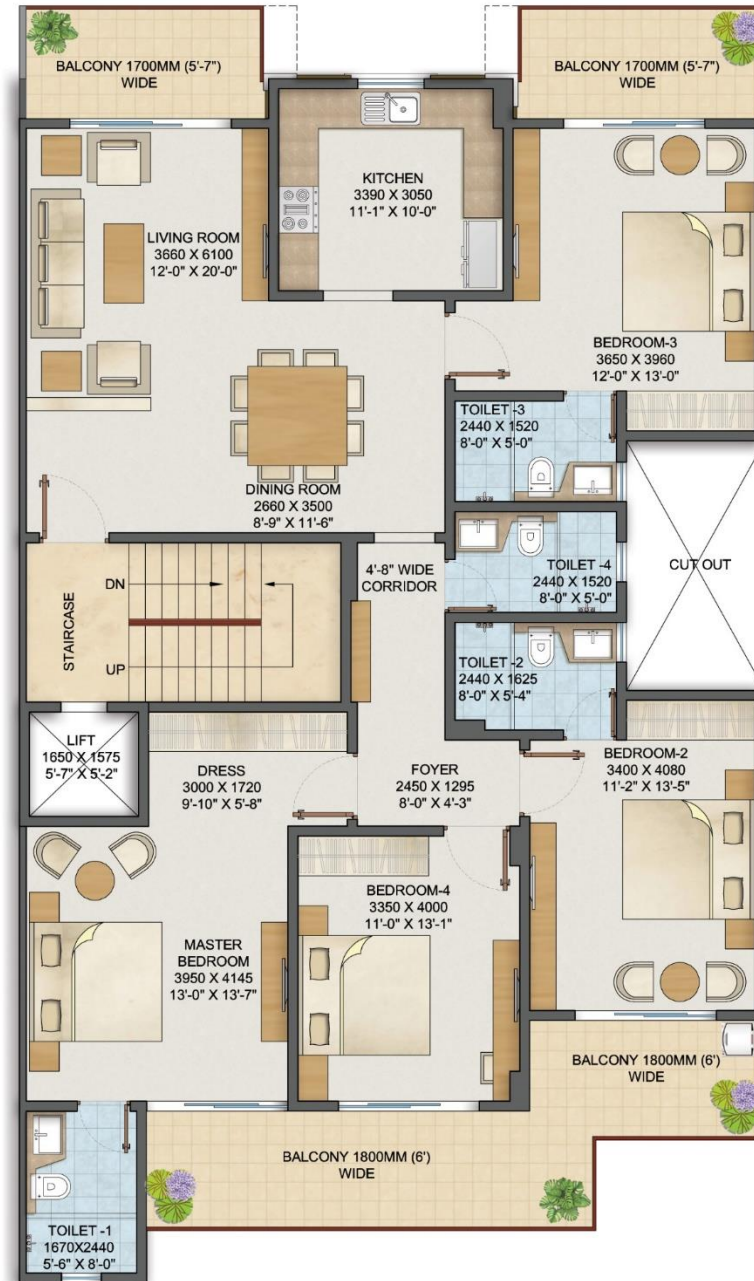 BALCONY 1700MM (5'-7")
WIDE
BALCONY 1700MM (5'-7")
WIDE
KITCHEN
3390 X 3050
11'-1" X 10'-0"
LIVING ROOM
3660 X 6100
12'-0" X 20'-0"
BEDROOM-3
3650 X 3960
12'-0" X 13'-0"
TOILET -3
2440 X 1520
8'-0" X 5'-0"
DINING ROOM
2660 X 3500
8'-9" X 11'-6"
4'-8" WIDE
CORRIDOR
TOILET -4
2440 X 1520
8'-0" X 5'-0"
CUT OUT
STAIRCASE
DN
UP
TOILET -2
2440 X 1625
8'-0" X 5'-4"
LIFT
1650 X 1575
5'-7" X 5'-2"
DRESS
3000 X 1720
9'-10" X 5'-8"
FOYER
2450 X 1295
8'-0" X 4'-3"
BEDROOM-2
3400 X 4080
11'-2" X 13'-5"
BEDROOM-4
3350 X 4000
11'-0" X 13'-1"
MASTER
BEDROOM
3950 X 4145
13'-0" X 13'-7"
BALCONY 1800MM (6')
WIDE
BALCONY 1800MM (6')
WIDE
TOILET -1
1670X2440
5'-6" X 8'-0"